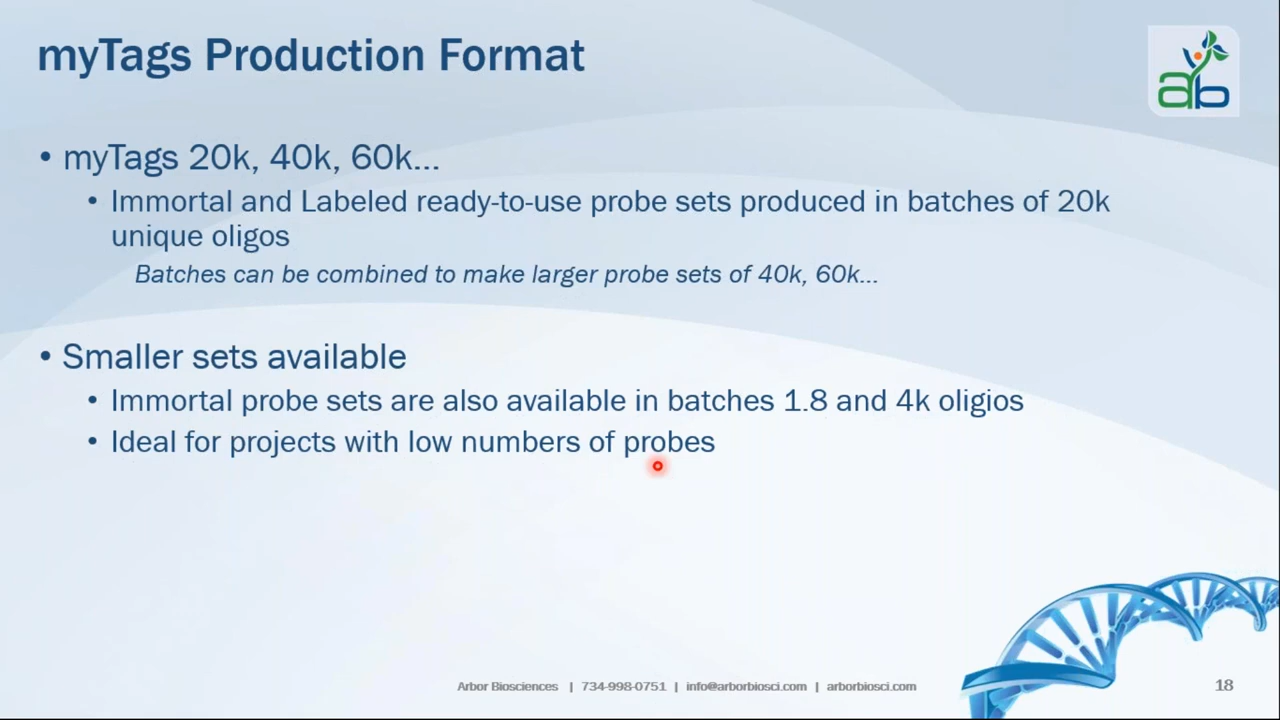 myTags Production Format
ab
• myTags 20k, 40k, 60k...
• Immortal and Labeled ready-to-use probe sets produced in batches of 20k
unique oligos
Batches can be combined to make larger probe sets of 40k, 60k...
• Smaller sets available
• Immortal probe sets are also available in batches 1.8 and 4k oligios
• Ideal for projects with low numbers of probes
Arbor Biosciences | 734-998-0751 | info@arborbiosci.com | arborbiosci.com
18